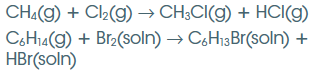 CH₄(g) + Cl₂(g) → CH₃Cl(g) + HCl(g)
C₆H₁₄(g) + Br₂(soln) → C₆H₁₃Br(soln) +
HBr(soln)